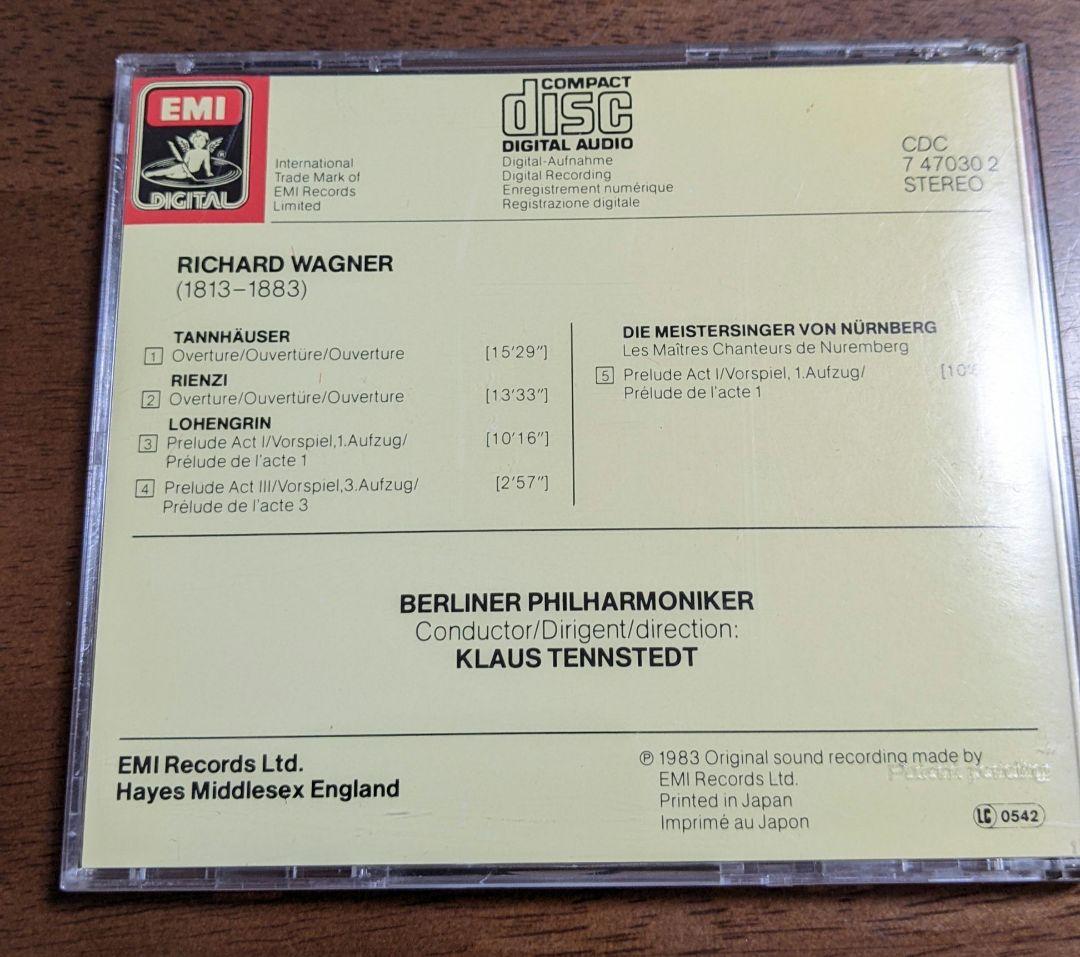 EMI
DIGITAL
International
Trade Mark of
EMI Records
Limited
COMPACT
disc
DIGITAL AUDIO
Digital-Aufnahme
Digital Recording
Enregistrement numérique
Registrazione digitale
CDC
7 47030 2
STEREO
RICHARD WAGNER
(1813–1883)
TANNHÄUSER
1 Overture/Ouvertüre/Ouverture [15'29"]
RIENZI
2 Overture/Ouvertüre/Ouverture [13'33"]
LOHENGRIN
3 Prelude Act I/Vorspiel,1.Aufzug/ [10'16"]
Prélude de l'acte 1
4 Prelude Act III/Vorspiel,3.Aufzug/ [2'57"]
Prélude de l'acte 3
DIE MEISTERSINGER VON NÜRNBERG
Les Maîtres Chanteurs de Nuremberg
5 Prelude Act I/Vorspiel, 1.Aufzug/
Prélude de l'acte 1
BERLINER PHILHARMONIKER
Conductor/Dirigent/direction:
KLAUS TENNSTEDT
EMI Records Ltd.
Hayes Middlesex England
℗ 1983 Original sound recording made by
EMI Records Ltd.
Printed in Japan
Imprimé au Japon
LC 0542